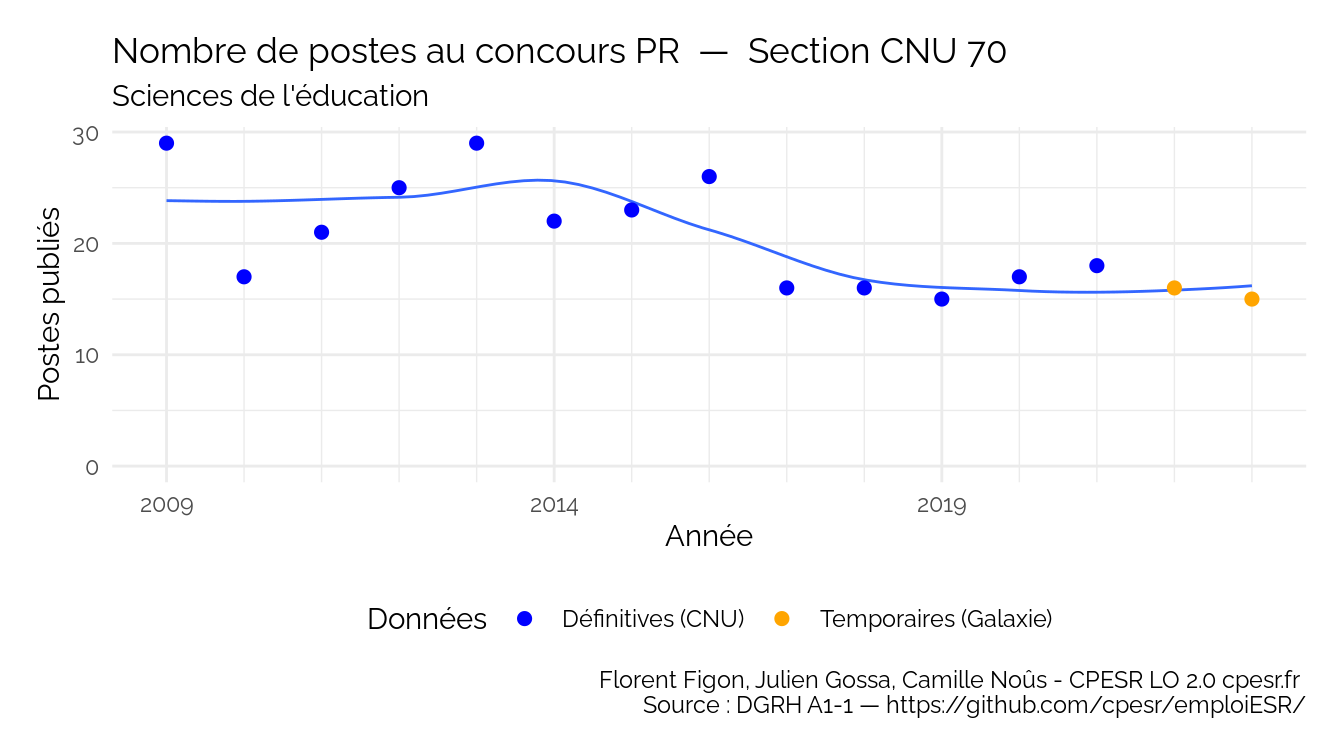 Nombre de postes au concours PR — Section CNU 70
Sciences de l'éducation
Postes publiés
30
20
10
0
2009 2014 2019
Année
Données Définitives (CNU) Temporaires (Galaxie)
Florent Figon, Julien Gossa, Camille Noûs - CPESR LO 2.0 cpesr.fr
Source : DGRH A1-1 — https://github.com/cpesr/emploiESR/